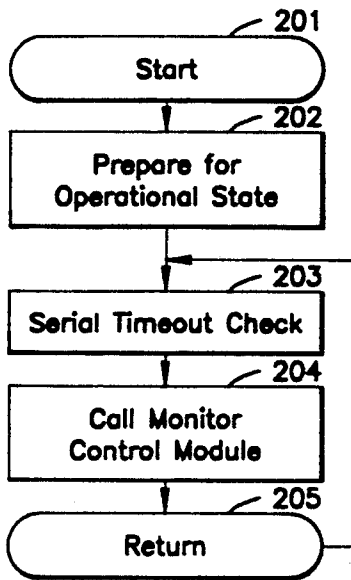 201
Start
202
Prepare for
Operational State
203
Serial Timeout Check
204
Call Monitor
Control Module
205
Return